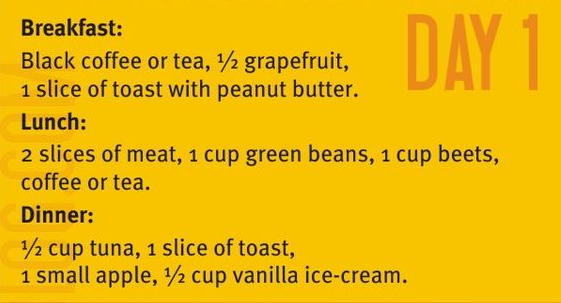 DAY 1
Breakfast:
Black coffee or tea, ½ grapefruit,
1 slice of toast with peanut butter.
Lunch:
2 slices of meat, 1 cup green beans, 1 cup beets,
coffee or tea.
Dinner:
½ cup tuna, 1 slice of toast,
1 small apple, ½ cup vanilla ice-cream.